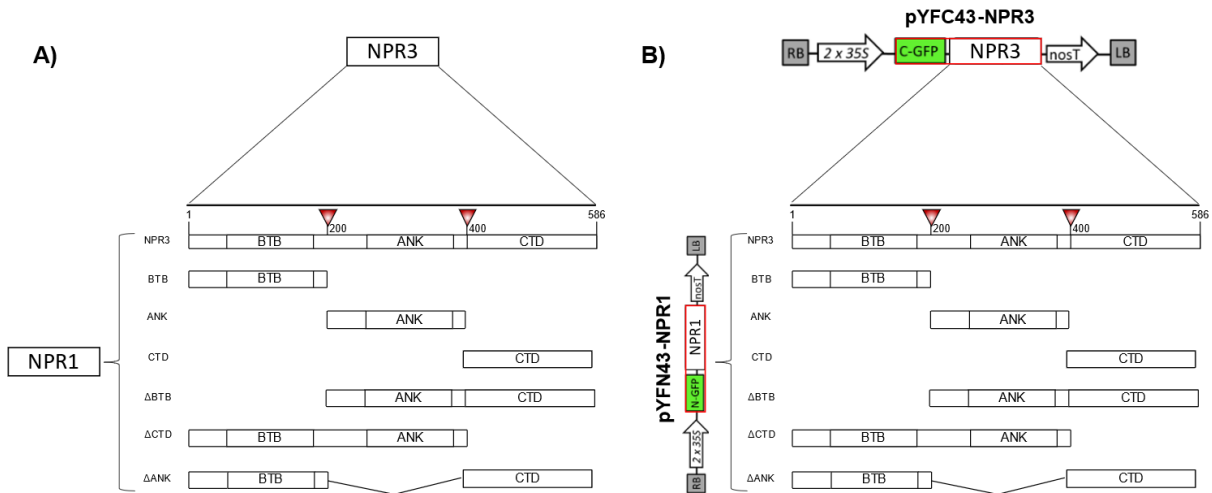 A)
NPR3
1
200
400
586
NPR3 BTB ANK CTD
BTB BTB
ANK ANK
CTD CTD
NPR1
ΔBTB ANK CTD
ΔCTD BTB ANK
ΔANK BTB CTD
B)
pYFC43-NPR3
RB 2 x 35S C-GFP NPR3 nosT LB
1
200
400
586
pYFN43-NPR1
RB 2 x 35S N-GFP NPR1 nosT LB
NPR3 BTB ANK CTD
BTB BTB
ANK ANK
CTD CTD
ΔBTB ANK CTD
ΔCTD BTB ANK
ΔANK BTB CTD